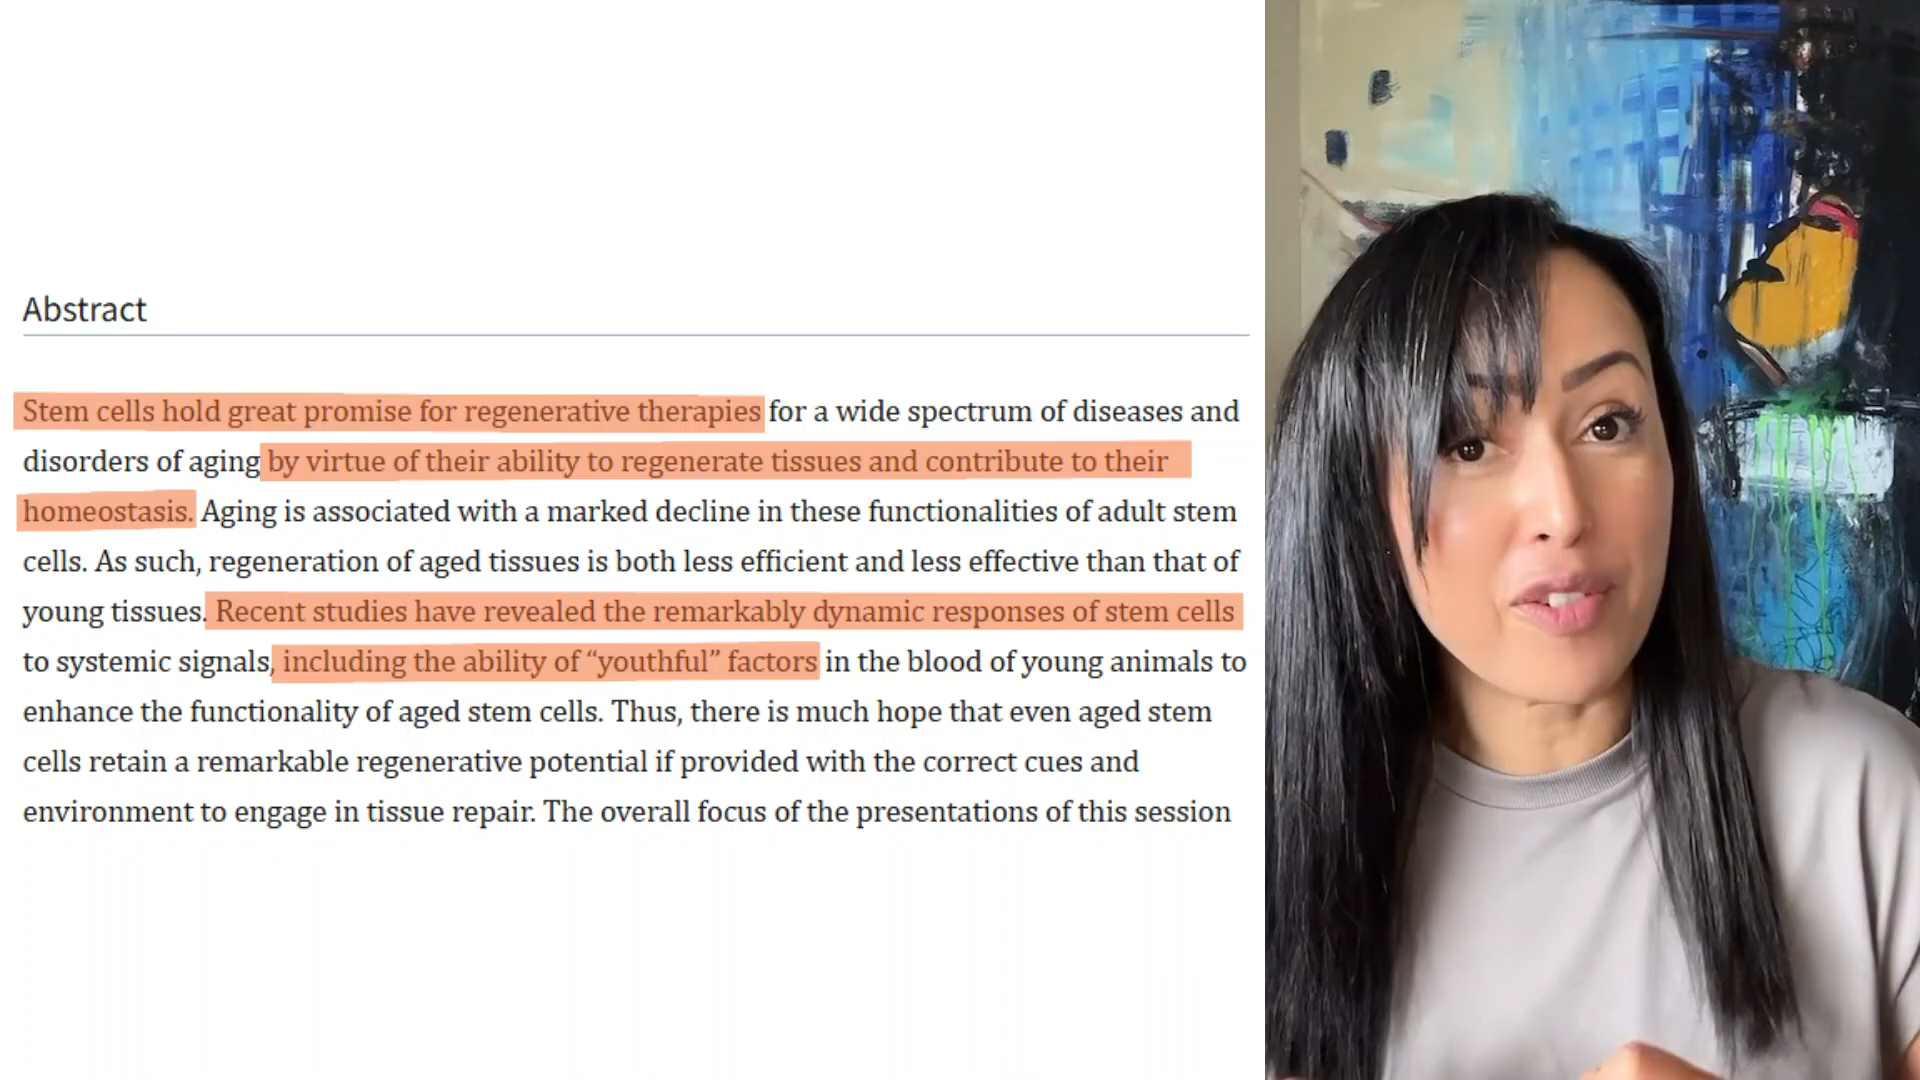 Abstract
Stem cells hold great promise for regenerative therapies for a wide spectrum of diseases and
disorders of aging by virtue of their ability to regenerate tissues and contribute to their
homeostasis. Aging is associated with a marked decline in these functionalities of adult stem
cells. As such, regeneration of aged tissues is both less efficient and less effective than that of
young tissues. Recent studies have revealed the remarkably dynamic responses of stem cells
to systemic signals, including the ability of “youthful” factors in the blood of young animals to
enhance the functionality of aged stem cells. Thus, there is much hope that even aged stem
cells retain a remarkable regenerative potential if provided with the correct cues and
environment to engage in tissue repair. The overall focus of the presentations of this session